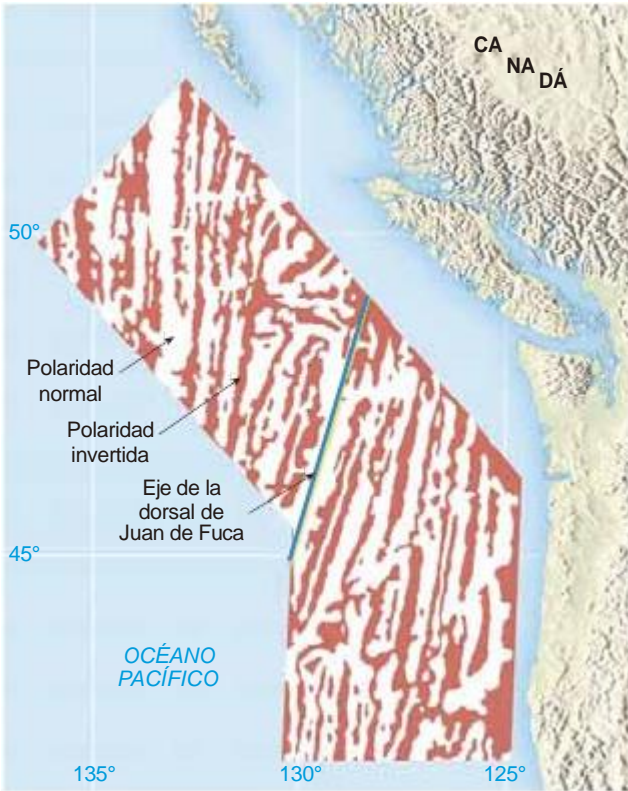 CA
NA
DÁ
50°
Polaridad
normal
Polaridad
invertida
Eje de la
dorsal de
Juan de Fuca
45°
OCÉANO
PACÍFICO
135°
130°
125°